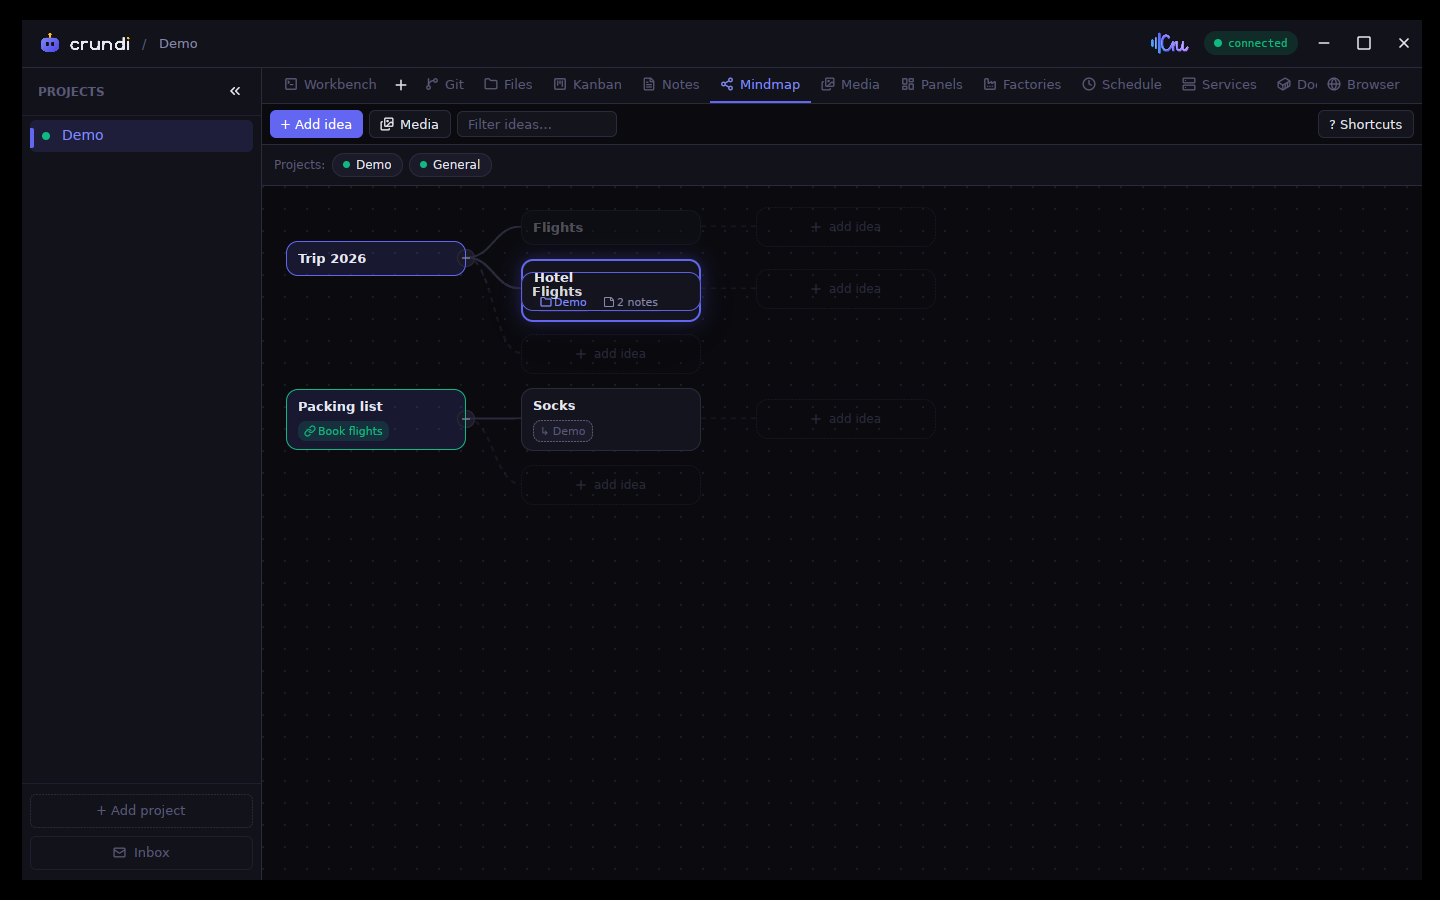 crundi / Demo
Cru
connected
PROJECTS
Demo
+ Add project
Inbox
Workbench + Git Files Kanban Notes Mindmap Media Panels Factories Schedule Services Doc Browser
+ Add idea Media Filter ideas... ? Shortcuts
Projects: Demo General
Flights + add idea
Trip 2026
Hotel
Flights
Demo 2 notes
+ add idea
+ add idea
Packing list
Book flights
Socks
↳ Demo
+ add idea
+ add idea